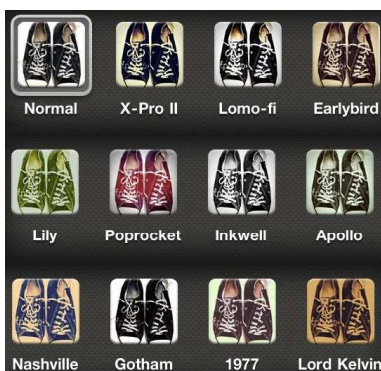 Normal X-Pro II Lomo-fi Earlybird
Lily Poprocket Inkwell Apollo
Nashville Gotham 1977 Lord Kelvin